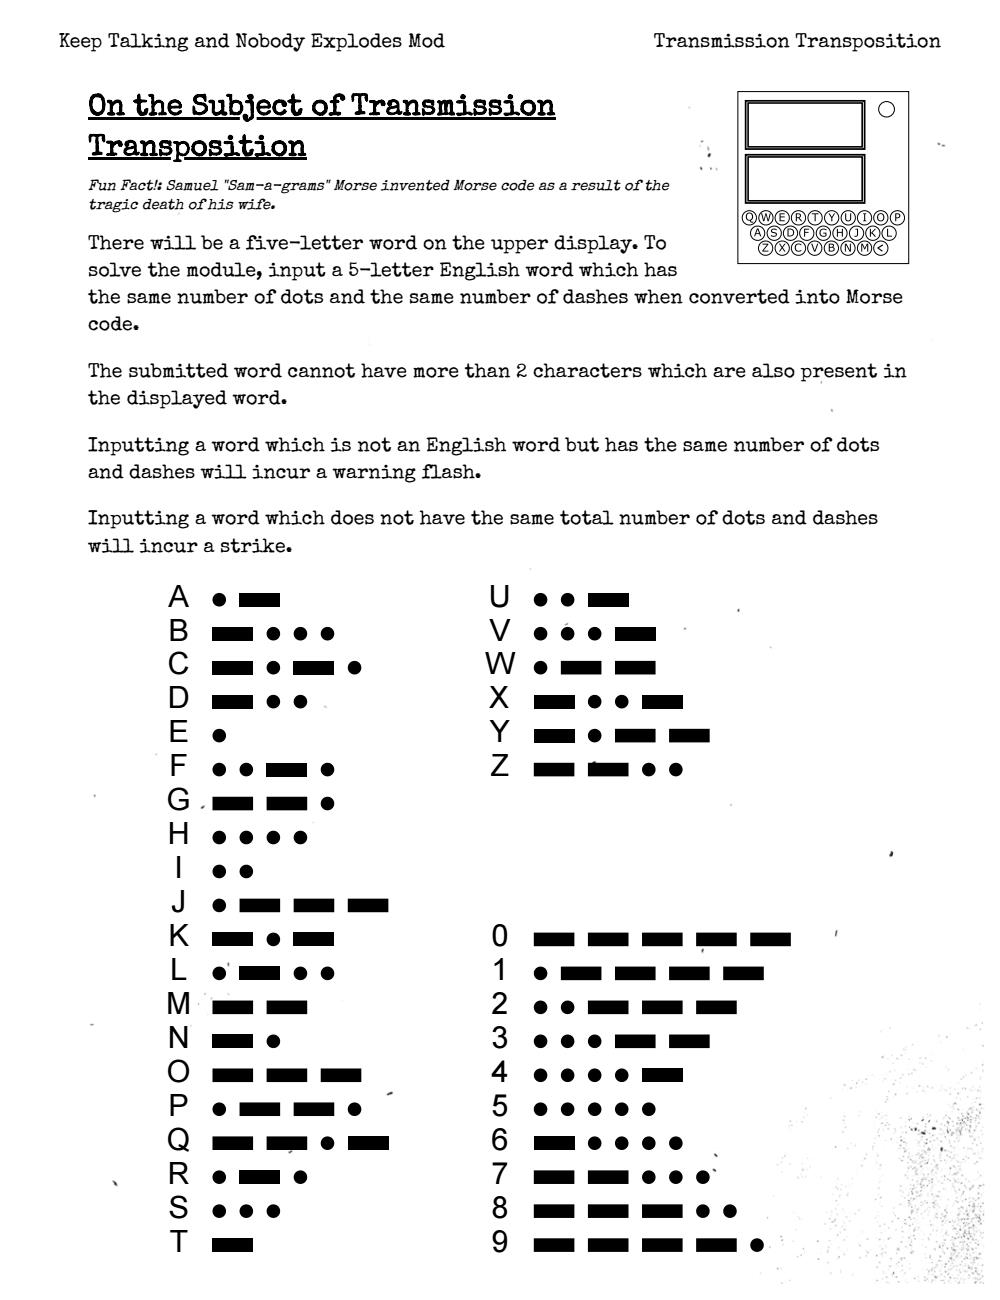 Keep Talking and Nobody Explodes Mod
Transmission Transposition
On the Subject of Transmission
Transposition
Fun Fact!: Samuel "Sam-a-grams" Morse invented Morse code as a result of the
tragic death of his wife.
Q W E R T Y U I O P
A S D F G H J K L
Z X C V B N M <
There will be a five-letter word on the upper display. To
solve the module, input a 5-letter English word which has
the same number of dots and the same number of dashes when converted into Morse
code.
The submitted word cannot have more than 2 characters which are also present in
the displayed word.
Inputting a word which is not an English word but has the same number of dots
and dashes will incur a warning flash.
Inputting a word which does not have the same total number of dots and dashes
will incur a strike.
A
B
C
D
E
F
G
H
I
J
K
L
M
N
O
P
Q
R
S
T
U
V
W
X
Y
Z
0
1
2
3
4
5
6
7
8
9